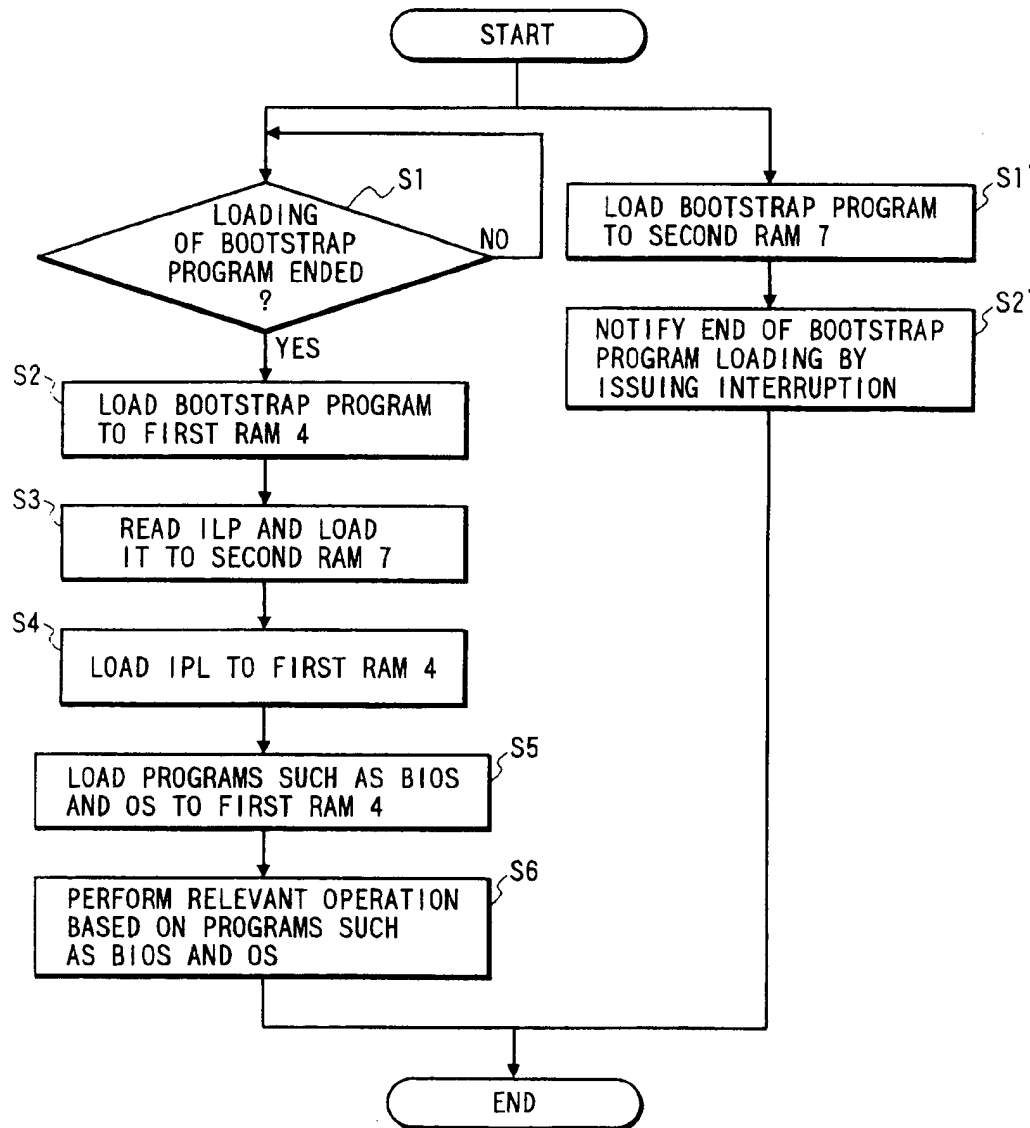 START
S1
LOADING
OF BOOTSTRAP
PROGRAM ENDED
?
NO
YES
S2
LOAD BOOTSTRAP PROGRAM
TO FIRST RAM 4
S3
READ ILP AND LOAD
IT TO SECOND RAM 7
S4
LOAD IPL TO FIRST RAM 4
S5
LOAD PROGRAMS SUCH AS BIOS
AND OS TO FIRST RAM 4
S6
PERFORM RELEVANT OPERATION
BASED ON PROGRAMS SUCH
AS BIOS AND OS
S1'
LOAD BOOTSTRAP PROGRAM
TO SECOND RAM 7
S2'
NOTIFY END OF BOOTSTRAP
PROGRAM LOADING BY
ISSUING INTERRUPTION
END